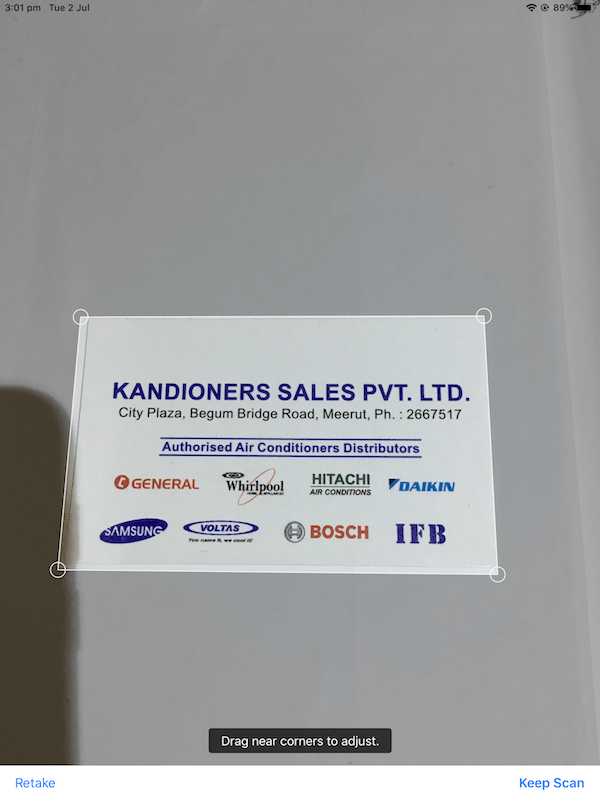 3:01 pm Tue 2 Jul 89%
KANDIONERS SALES PVT. LTD.
City Plaza, Begum Bridge Road, Meerut, Ph. : 2667517
Authorised Air Conditioners Distributors
GENERAL Whirlpool HITACHI DAIKIN
HOME APPLIANCES AIR CONDITIONS
SAMSUNG VOLTAS BOSCH IFB
You name it, we cool it!
Drag near corners to adjust.
Retake Keep Scan